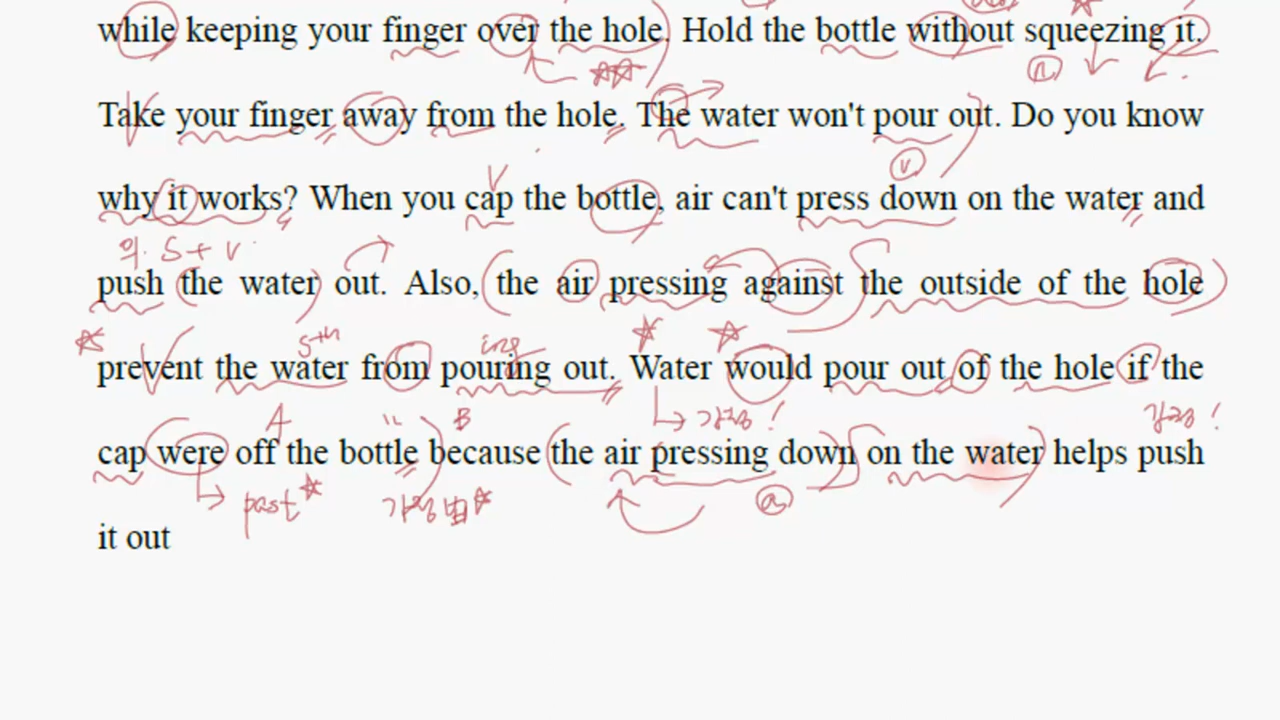 while keeping your finger over the hole. Hold the bottle without squeezing it.
☆☆ ⓝ
Take your finger away from the hole. The water won't pour out. Do you know
ⓥ
why it works? When you cap the bottle, air can't press down on the water and
의. S + V
push the water out. Also, the air pressing against the outside of the hole
☆ sth ing ☆ ☆
prevent the water from pouring out. Water would pour out of the hole if the
A " B 가정! 가정!
cap were off the bottle because the air pressing down on the water helps push
past☆ 가정법☆ ⓐ
it out